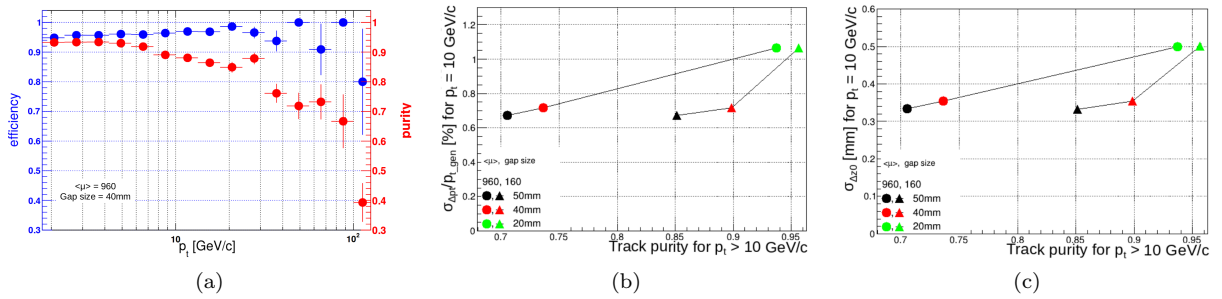 1
0.9
0.8
0.7
0.6
0.5
0.4
0.3
efficiency
1
0.9
0.8
0.7
0.6
0.5
0.4
0.3
purity
<μ> = 960
Gap size = 40mm
10
10²
p_t [GeV/c]
(a)
σ_Δpt/p_t_gen [%] for p_t = 10 GeV/c
1.2
1
0.8
0.6
0.4
0.2
0
<μ>, gap size
960, 160
50mm
40mm
20mm
0.7
0.75
0.8
0.85
0.9
0.95
Track purity for p_t > 10 GeV/c
(b)
σ_Δz0 [mm] for p_t = 10 GeV/c
0.6
0.5
0.4
0.3
0.2
0.1
0
<μ>, gap size
960, 160
50mm
40mm
20mm
0.7
0.75
0.8
0.85
0.9
0.95
Track purity for p_t > 10 GeV/c
(c)